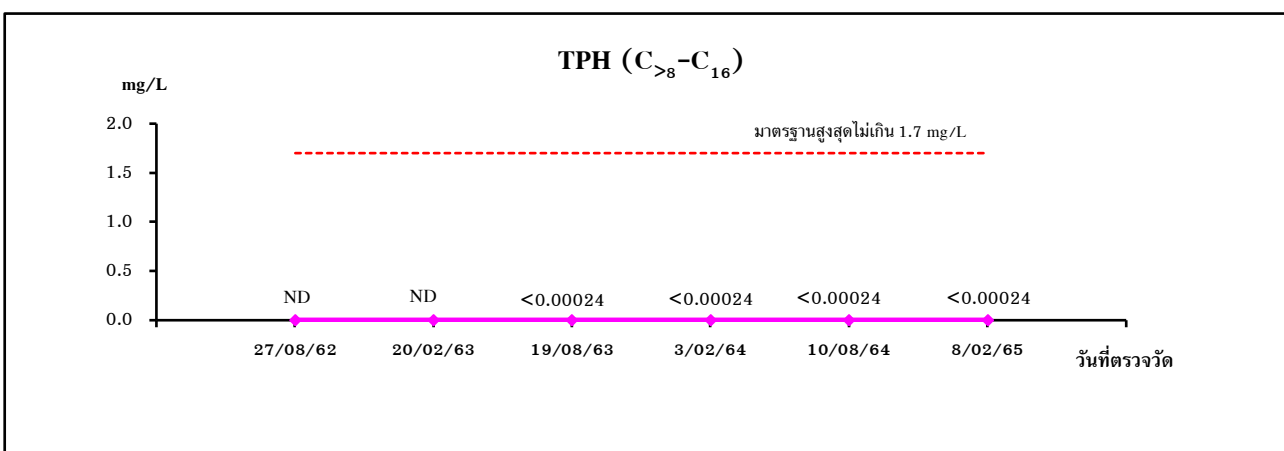 TPH (C>8-C16)
mg/L
2.0
มาตรฐานสูงสุดไม่เกิน 1.7 mg/L
1.5
1.0
0.5
ND ND <0.00024 <0.00024 <0.00024 <0.00024
0.0
27/08/62 20/02/63 19/08/63 3/02/64 10/08/64 8/02/65
วันที่ตรวจวัด